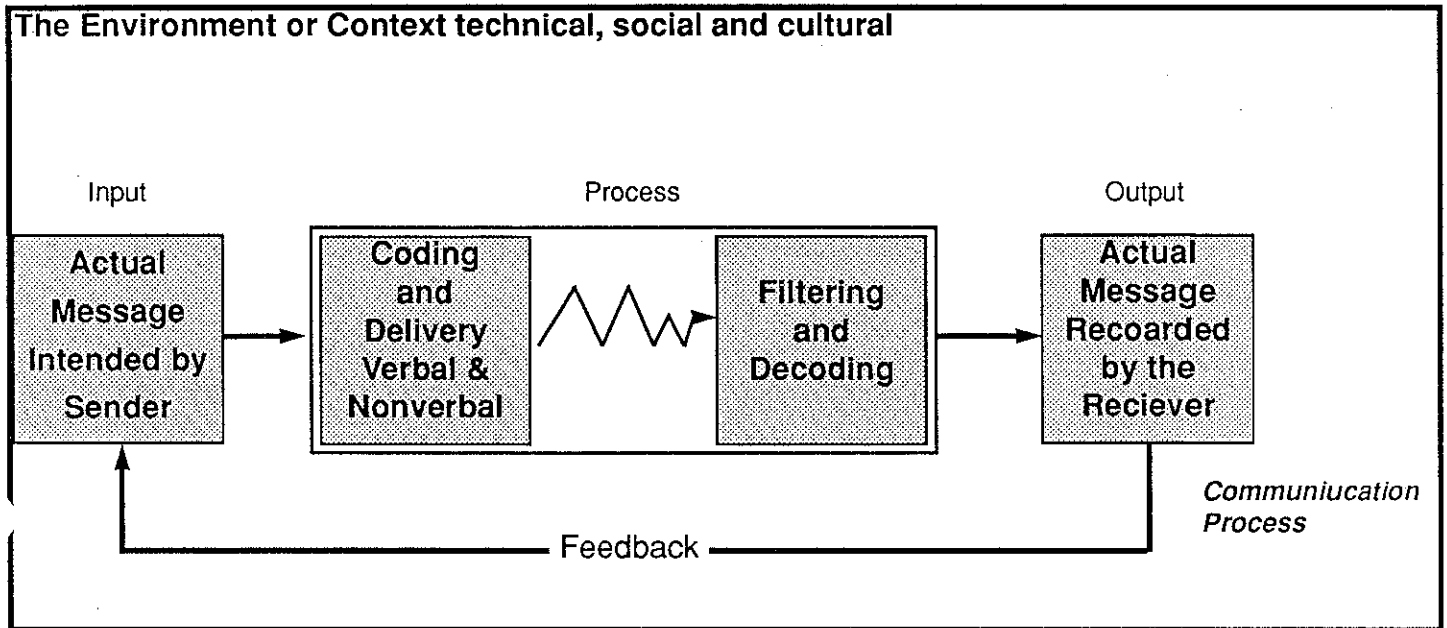 The Environment or Context technical, social and cultural
Input
Process
Output
Actual
Message
Intended by
Sender
Coding
and
Delivery
Verbal &
Nonverbal
Filtering
and
Decoding
Actual
Message
Recoarded
by the
Reciever
Communiucation
Process
Feedback